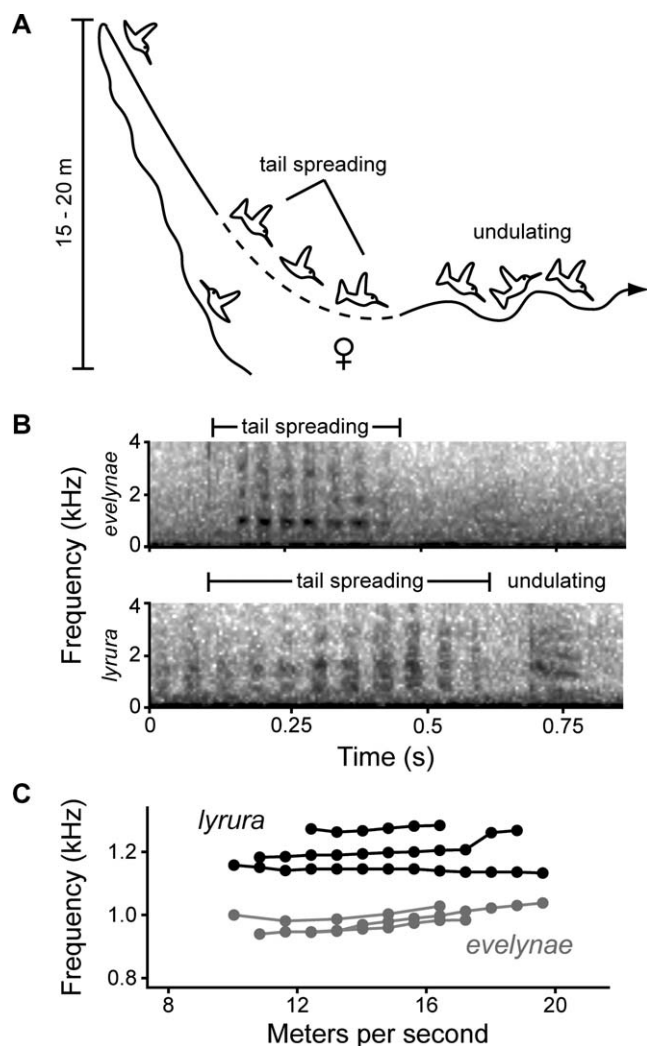 A
15 - 20 m
tail spreading
undulating
♀
B
Frequency (kHz)
tail spreading
evelynae
4
2
0
tail spreading
undulating
lyrura
4
2
0
0
0.25
0.5
0.75
Time (s)
C
Frequency (kHz)
lyrura
evelynae
1.2
1.0
0.8
8
12
16
20
Meters per second